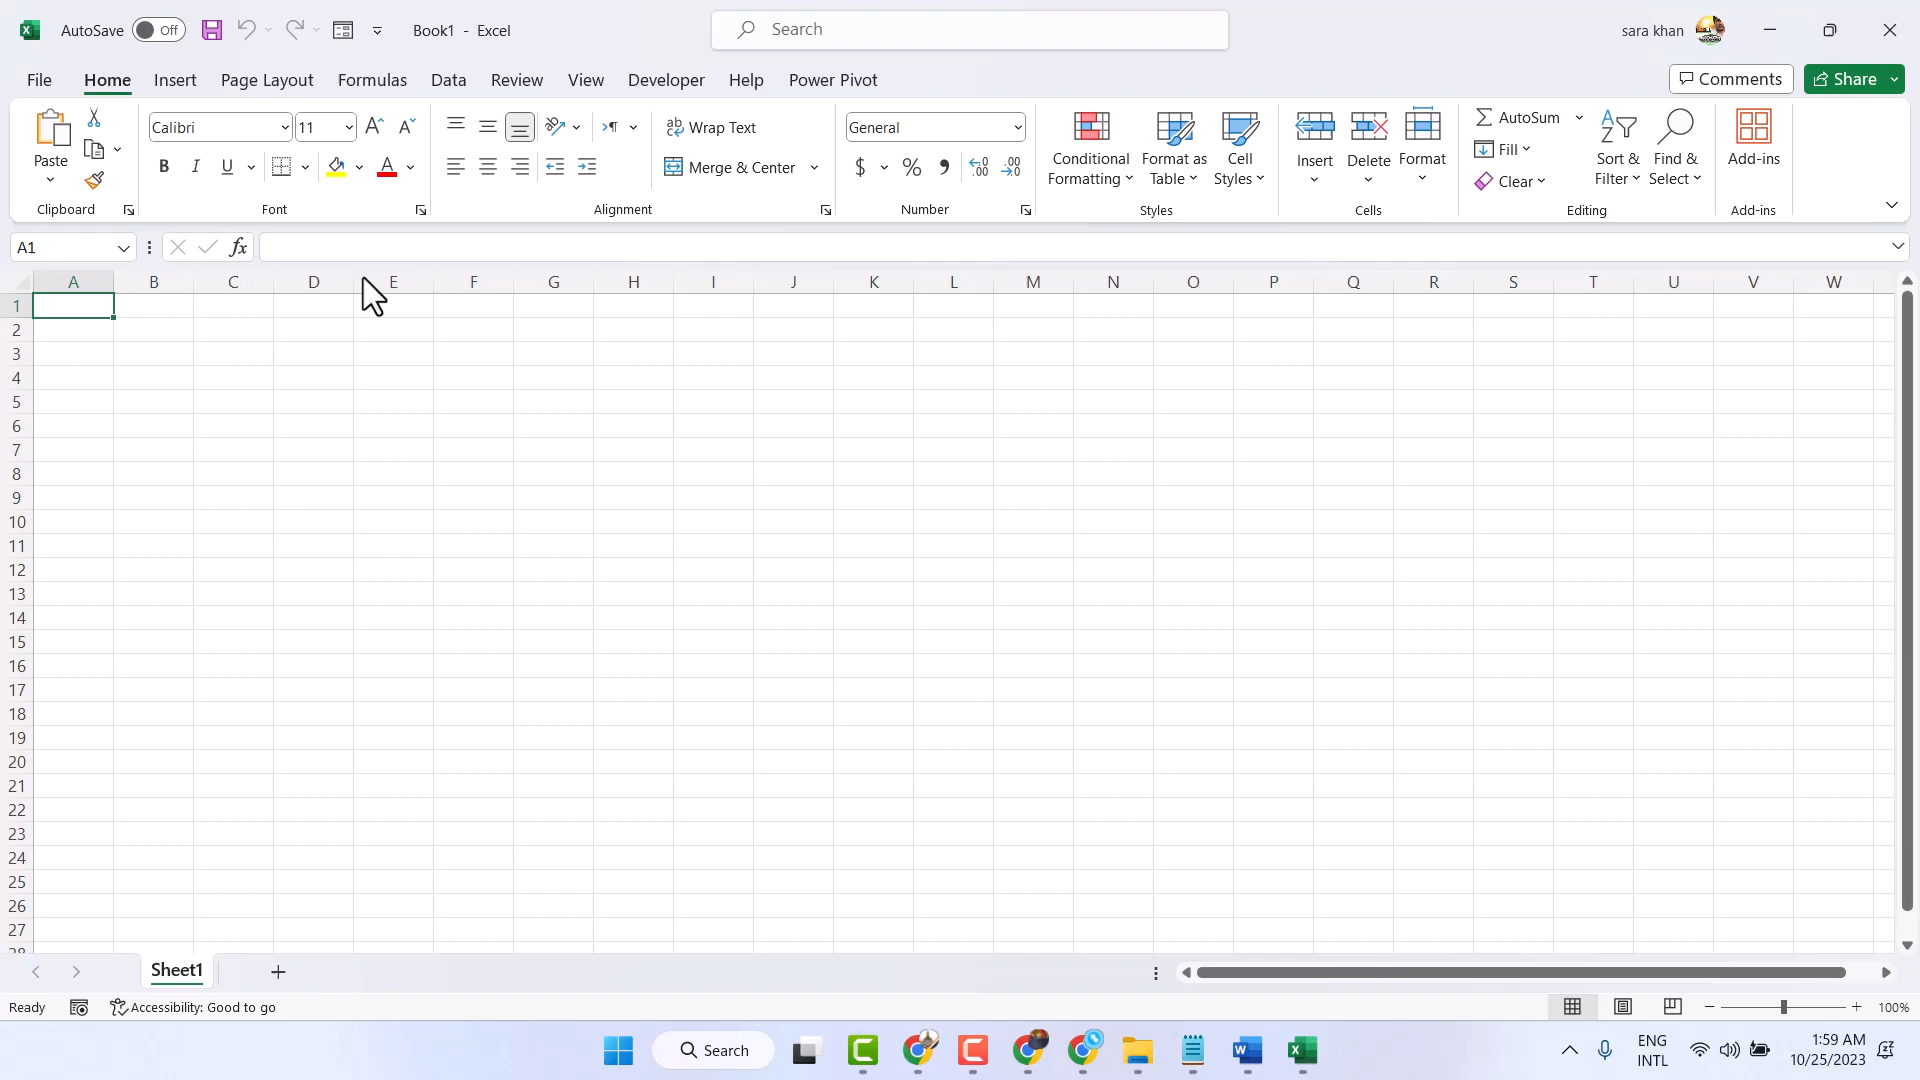 AutoSave Off Book1 - Excel Search sara khan
File Home Insert Page Layout Formulas Data Review View Developer Help Power Pivot Comments Share
Paste Calibri 11 Wrap Text General AutoSum Fill Clear
B I U Merge & Center $ % Conditional Formatting Format as Table Cell Styles Insert Delete Format Sort & Filter Find & Select Add-ins
Clipboard Font Alignment Number Styles Cells Editing Add-ins
A1 fx
A B C D E F G H I J K L M N O P Q R S T U V W
1
2
3
4
5
6
7
8
9
10
11
12
13
14
15
16
17
18
19
20
21
22
23
24
25
26
27
28
Sheet1
Ready Accessibility: Good to go 100%
Search ENG 1:59 AM
INTL 10/25/2023